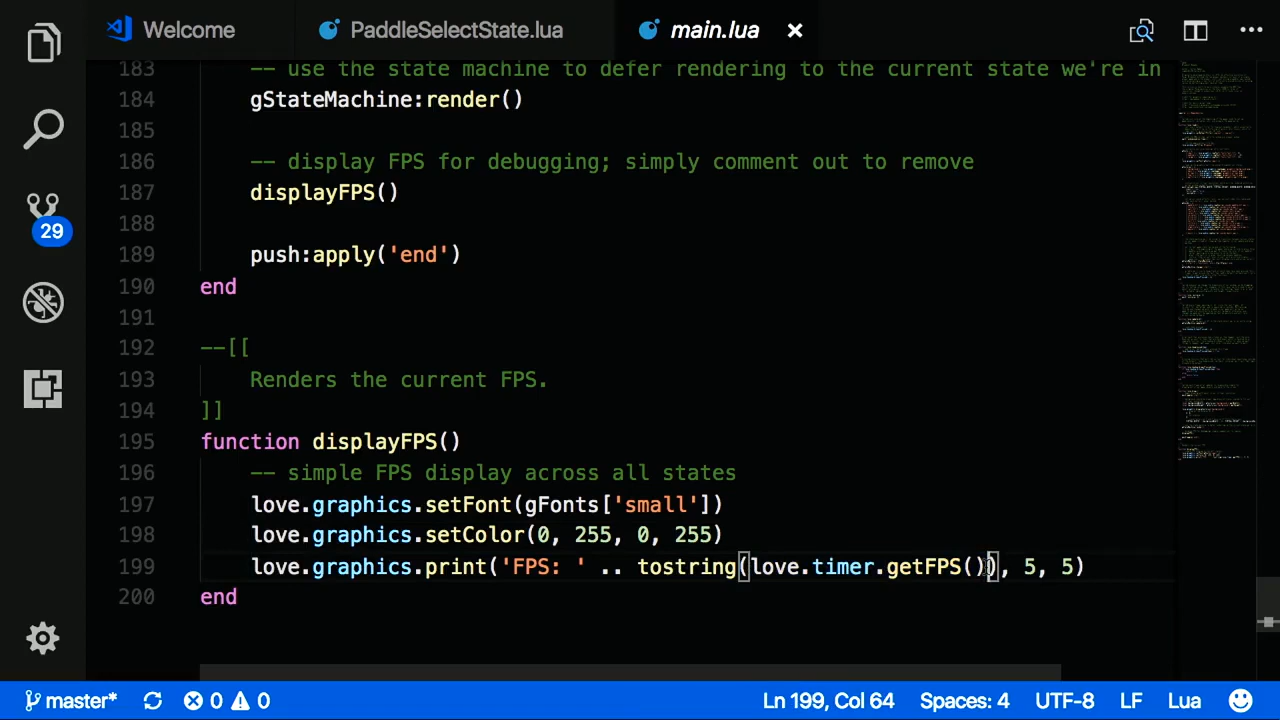 Welcome
PaddleSelectState.lua
main.lua
183 -- use the state machine to defer rendering to the current state we're in
184 gStateMachine:render()
185
186 -- display FPS for debugging; simply comment out to remove
187 displayFPS()
188
189 push:apply('end')
190 end
191
192 --[[
193 Renders the current FPS.
194 ]]
195 function displayFPS()
196 -- simple FPS display across all states
197 love.graphics.setFont(gFonts['small'])
198 love.graphics.setColor(0, 255, 0, 255)
199 love.graphics.print('FPS: ' .. tostring(love.timer.getFPS()), 5, 5)
200 end
29
master* 0 0 Ln 199, Col 64 Spaces: 4 UTF-8 LF Lua